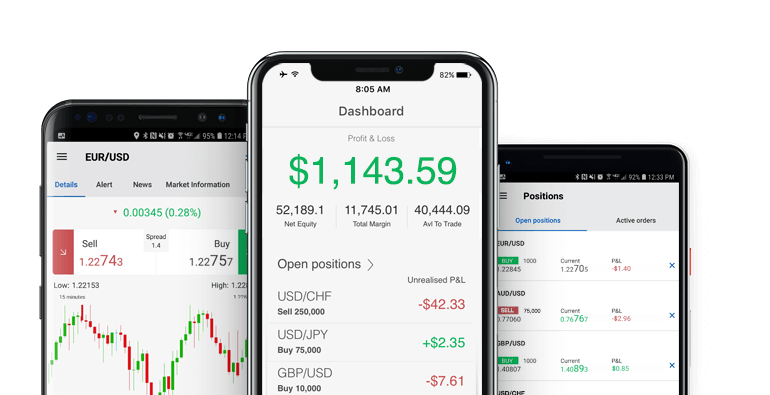 95% 12:14 P
EUR/USD
Details Alert News Market Information
0.00345 (0.28%)
Sell Spread 1.4 Buy
1.22743 1.22757
Low: 1.22153 High: 1.228
15 minutes
82%
8:05 AM
Dashboard
Profit & Loss
$1,143.59
52,189.1 11,745.01 40,444.09
Net Equity Total Margin Avl To Trade
Open positions
Unrealised P&L
USD/CHF
Sell 250,000 -$42.33
USD/JPY
Buy 75,000 +$2.35
GBP/USD
Buy 10,000 -$7.61
92% 12:33 PM
Positions
Open positions Active orders
EUR/USD
BUY 1000 Current P&L
1.22845 1.22705 -$1.40
AUD/USD
SELL 75,000 Current P&L
0.77060 0.76767 -$2.96
GBP/USD
BUY 1000 Current P&L
1.40807 1.40893 $0.85
USD/CHF